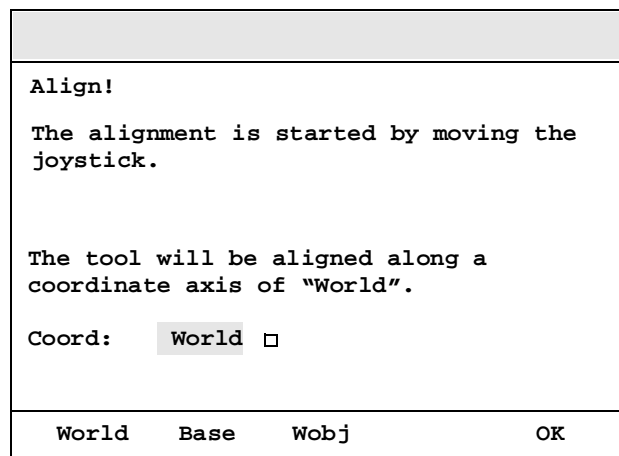 Align!
The alignment is started by moving the
joystick.
The tool will be aligned along a
coordinate axis of “World”.
Coord: World
World Base Wobj OK